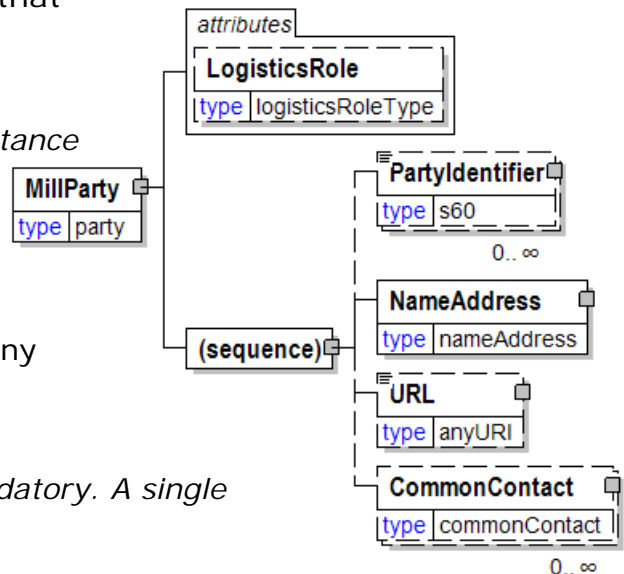 that
attributes
LogisticsRole
type logisticsRoleType
tance
MillParty
type party
PartyIdentifier
type s60
0.. ∞
NameAddress
type nameAddress
ny
(sequence)
URL
type anyURI
datory. A single
CommonContact
type commonContact
0.. ∞